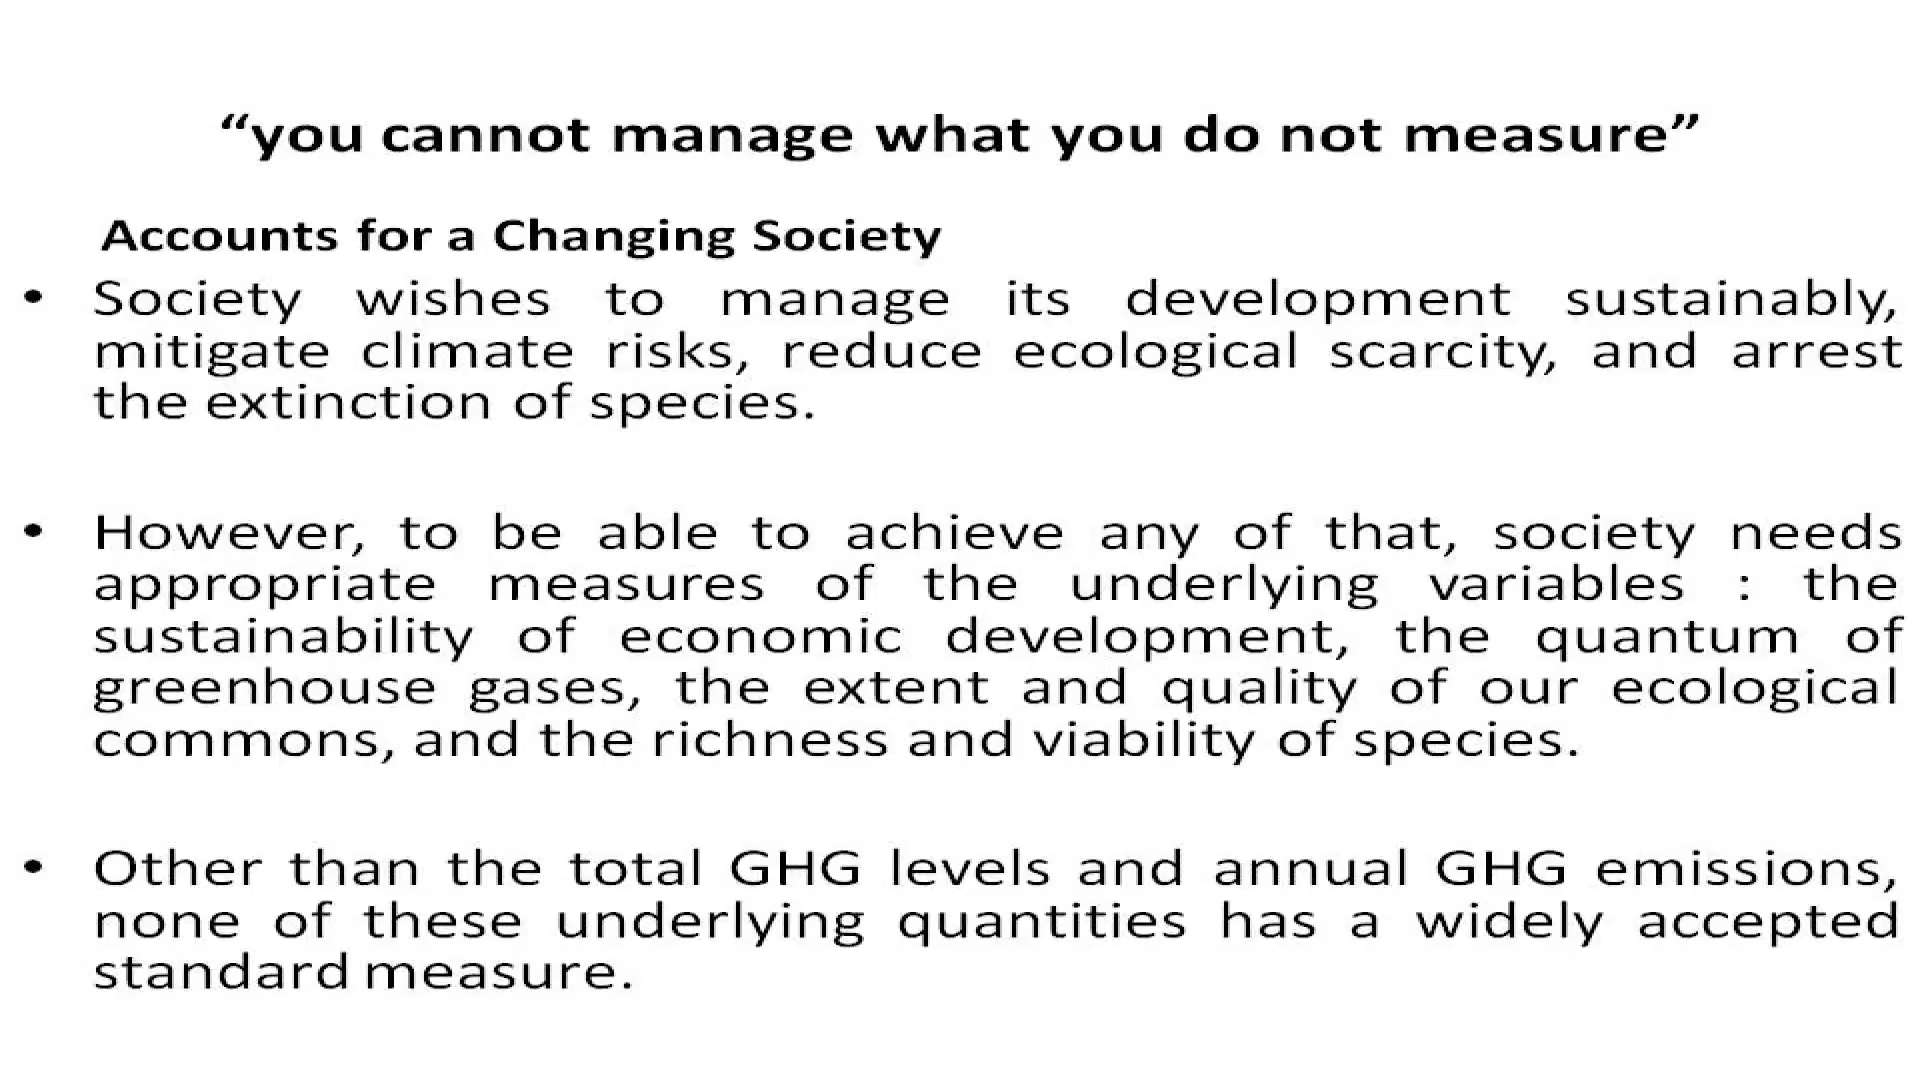 “you cannot manage what you do not measure”
Accounts for a Changing Society
• Society wishes to manage its development sustainably,
mitigate climate risks, reduce ecological scarcity, and arrest
the extinction of species.
• However, to be able to achieve any of that, society needs
appropriate measures of the underlying variables : the
sustainability of economic development, the quantum of
greenhouse gases, the extent and quality of our ecological
commons, and the richness and viability of species.
• Other than the total GHG levels and annual GHG emissions,
none of these underlying quantities has a widely accepted
standard measure.